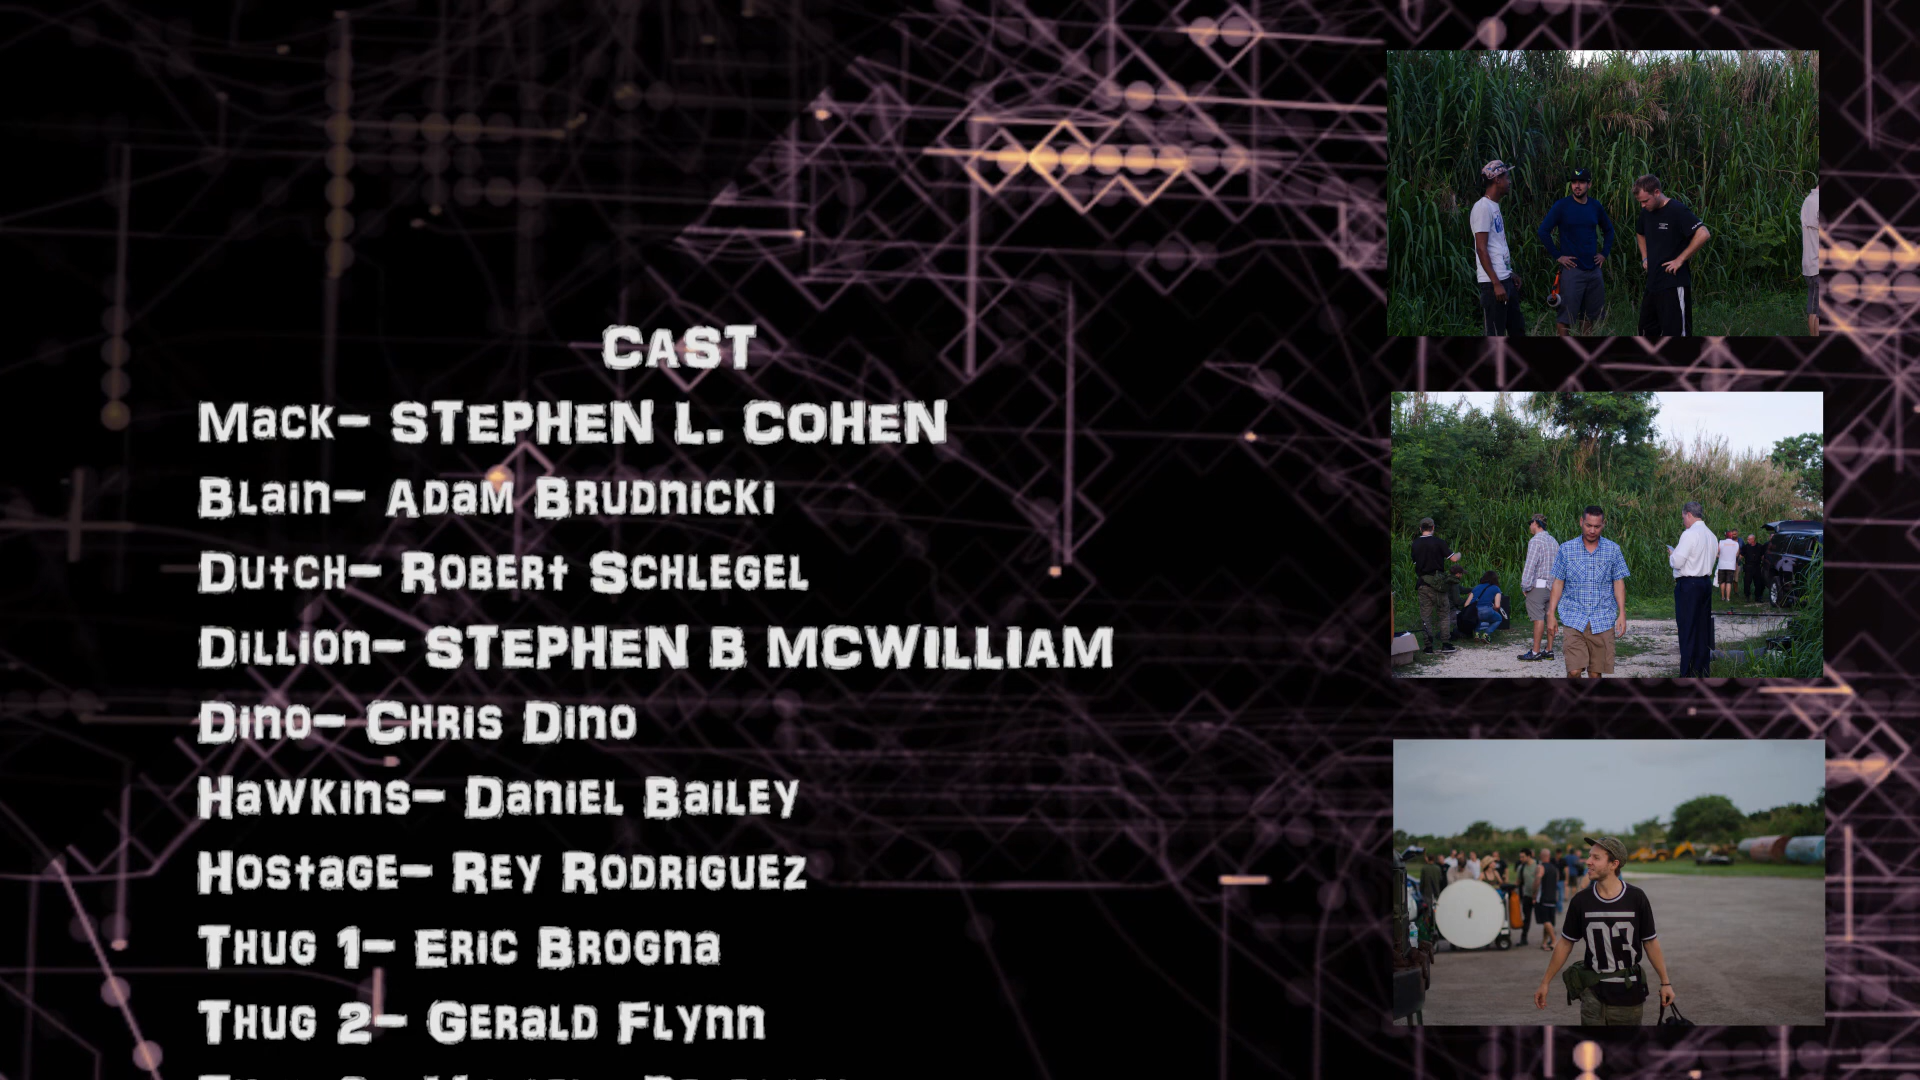 CAST
Mack- STEPHEN L. COHEN
Blain- Adam Brudnicki
Dutch- Robert Schlegel
Dillion- STEPHEN B MCWILLIAM
Dino- Chris Dino
Hawkins- Daniel Bailey
Hostage- Rey Rodriguez
Thug 1- Eric Brogna
Thug 2- Gerald Flynn
03